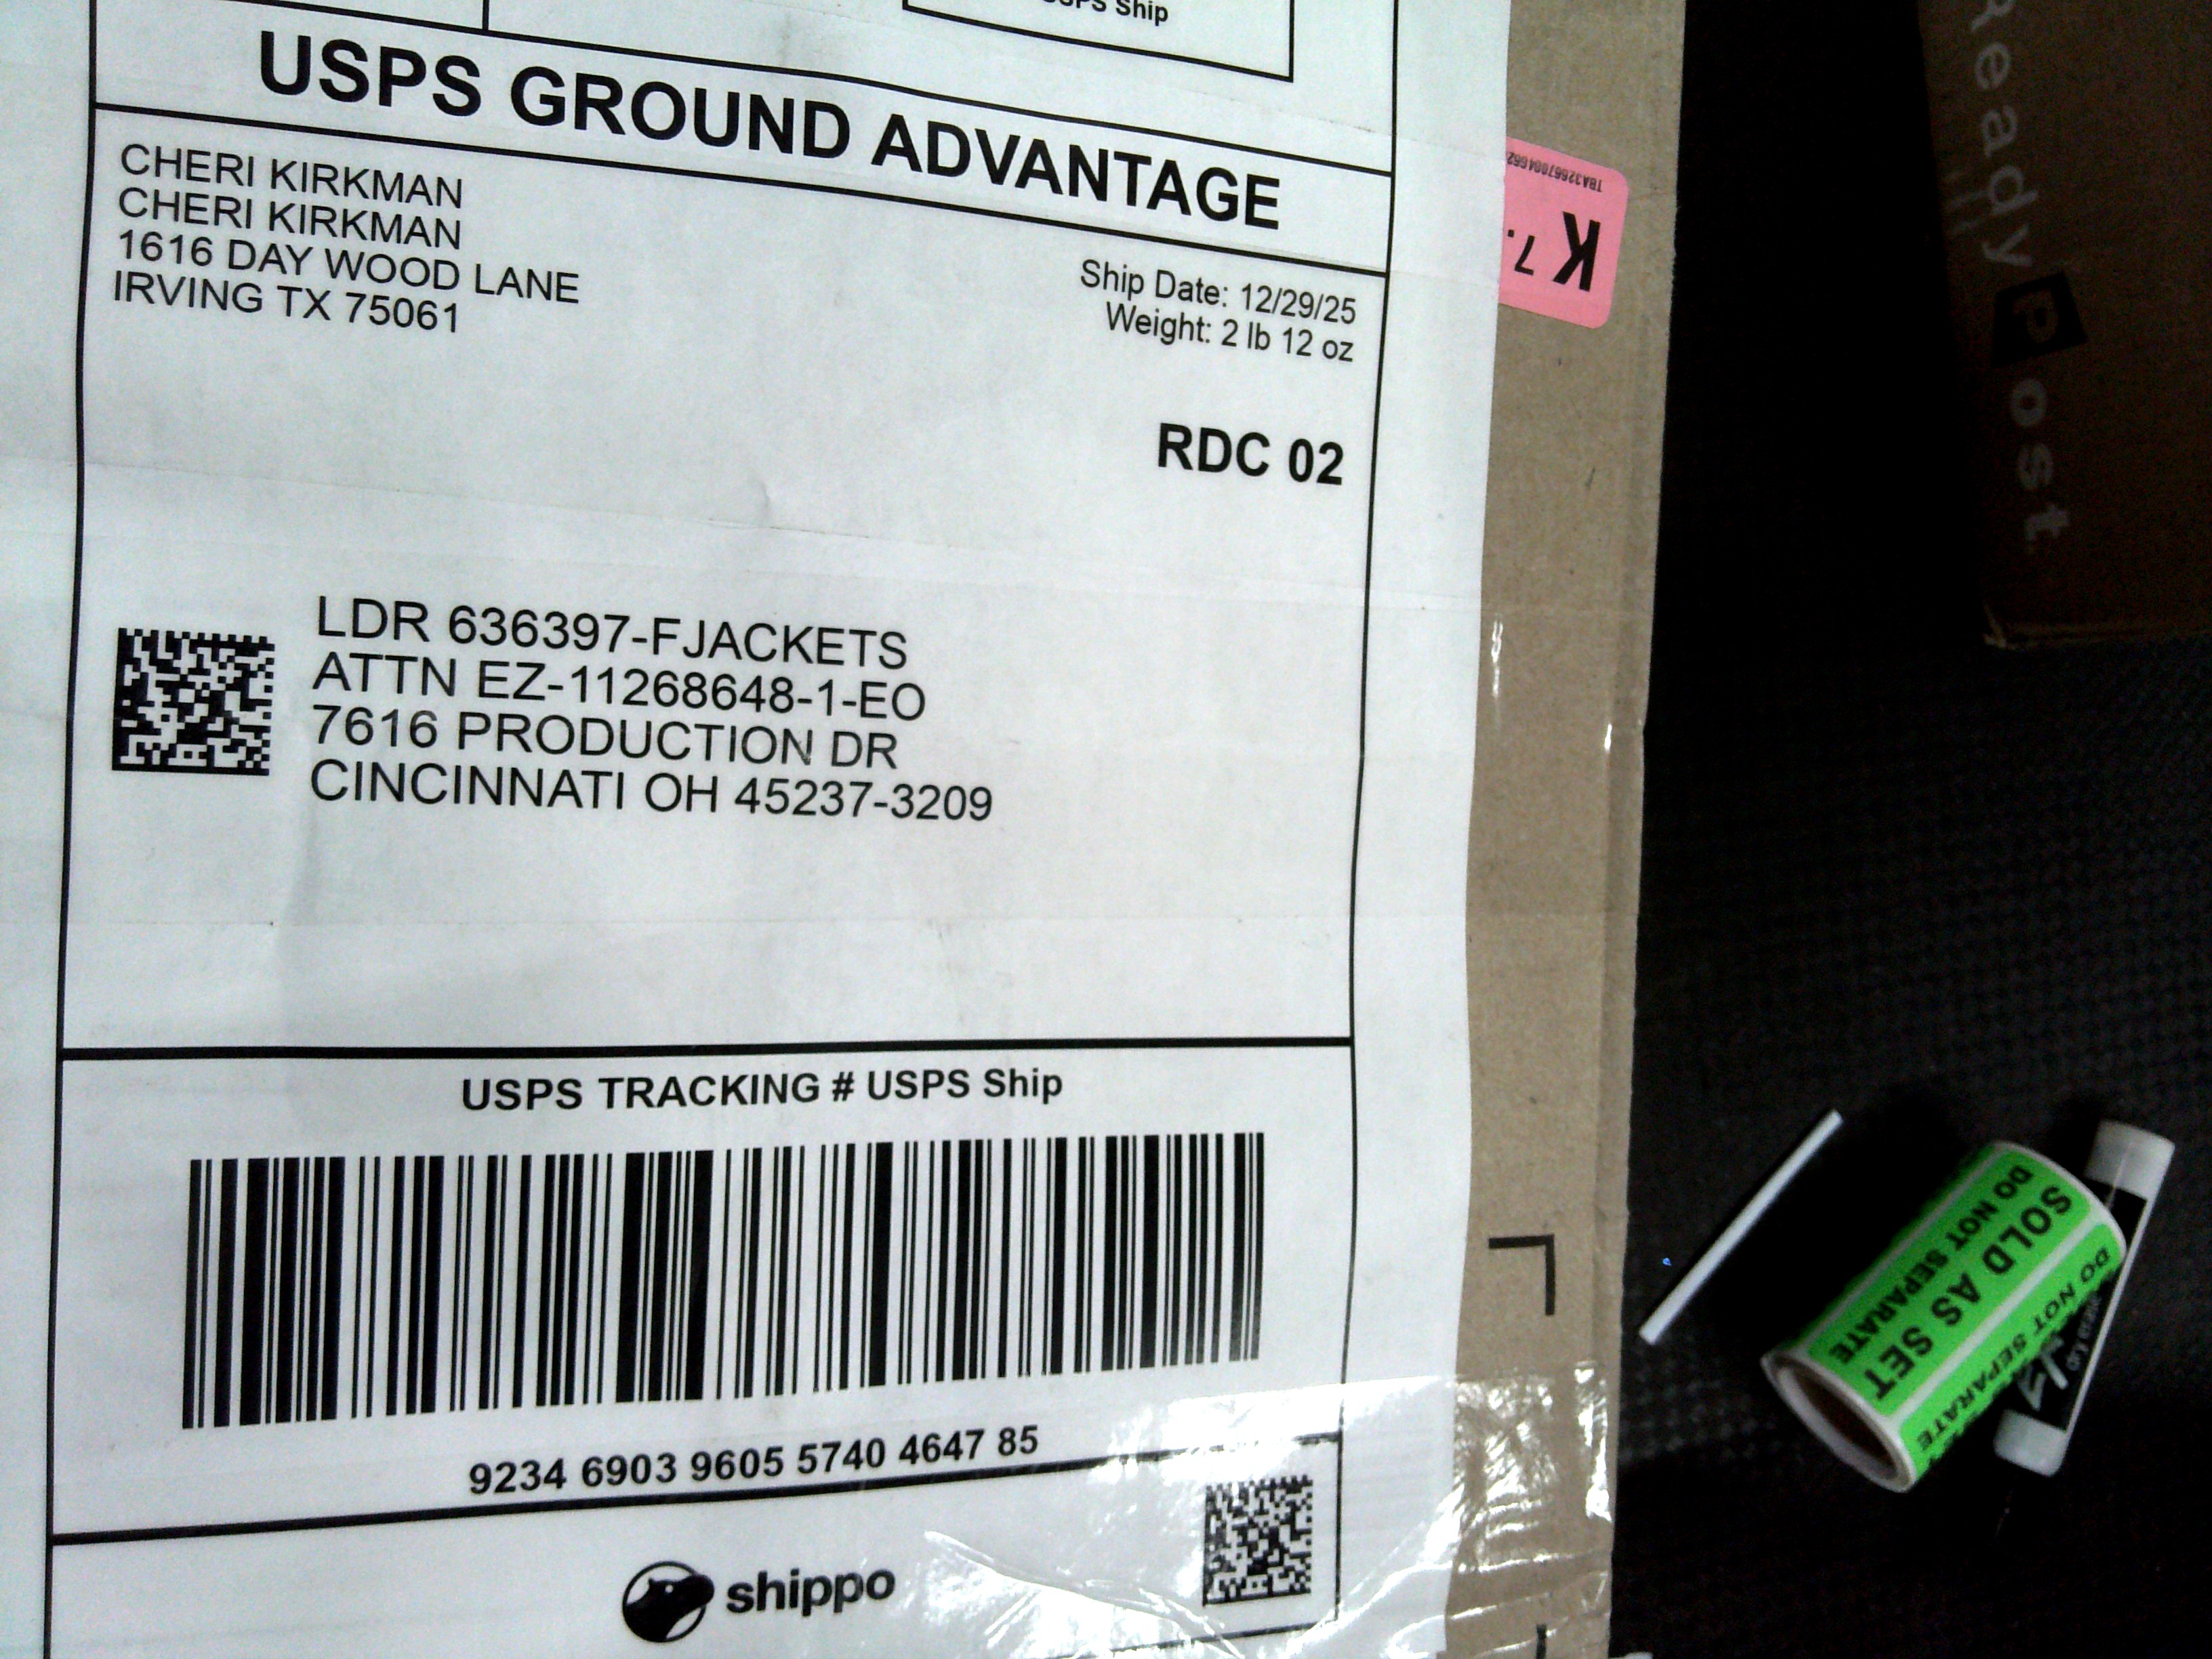 USPS Ship
USPS GROUND ADVANTAGE
CHERI KIRKMAN
CHERI KIRKMAN
1616 DAY WOOD LANE
IRVING TX 75061
Ship Date: 12/29/25
Weight: 2 lb 12 oz
RDC 02
LDR 636397-FJACKETS
ATTN EZ-11268648-1-EO
7616 PRODUCTION DR
CINCINNATI OH 45237-3209
USPS TRACKING # USPS Ship
9234 6903 9605 5740 4647 85
shippo
K 7.
ReadyPost
SOLD AS SET
DO NOT SEPARATE
DO NOT SEPARATE